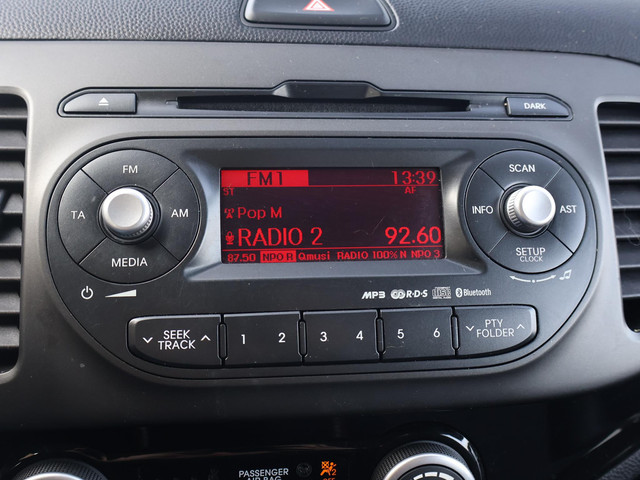 DARK
FM
TA
AM
MEDIA
FM1 13:39
ST AF
Pop M
RADIO 2 92.60
87.50 NPO R Qmusi RADIO 100% N NPO 3
SCAN
INFO
AST
SETUP
CLOCK
MP3 R·D·S Bluetooth
SEEK
TRACK
1 2 3 4 5 6
PTY
FOLDER
PASSENGER
AIR BAG
OFF